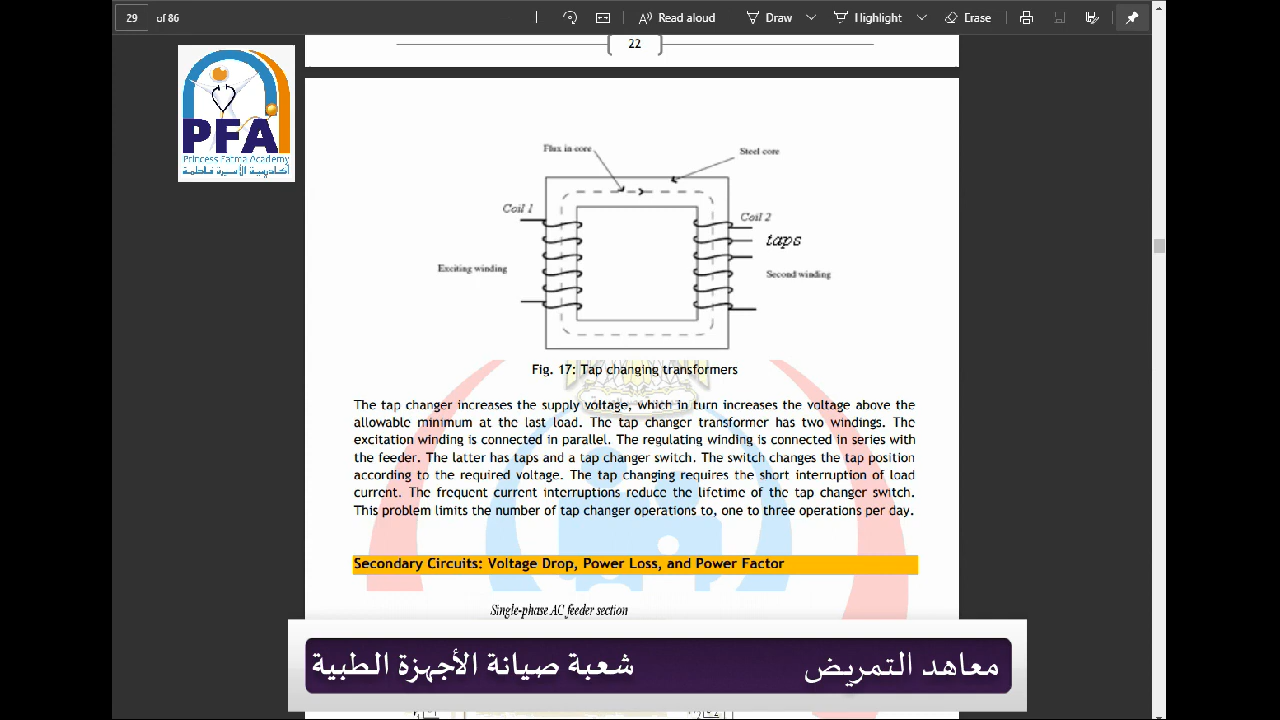 29 of 86
Read aloud
Draw
Highlight
Erase
22
PFA
Princess Fatma Academy
أكاديمية الأميرة فاطمة
Flux in core
Steel core
Coil 1
Coil 2
taps
Exciting winding
Second winding
Fig. 17: Tap changing transformers
The tap changer increases the supply voltage, which in turn increases the voltage above the
allowable minimum at the last load. The tap changer transformer has two windings. The
excitation winding is connected in parallel. The regulating winding is connected in series with
the feeder. The latter has taps and a tap changer switch. The switch changes the tap position
according to the required voltage. The tap changing requires the short interruption of load
current. The frequent current interruptions reduce the lifetime of the tap changer switch.
This problem limits the number of tap changer operations to, one to three operations per day.
Secondary Circuits: Voltage Drop, Power Loss, and Power Factor
Single-phase AC feeder section
معاهد التمريض
شعبة صيانة الأجهزة الطبية